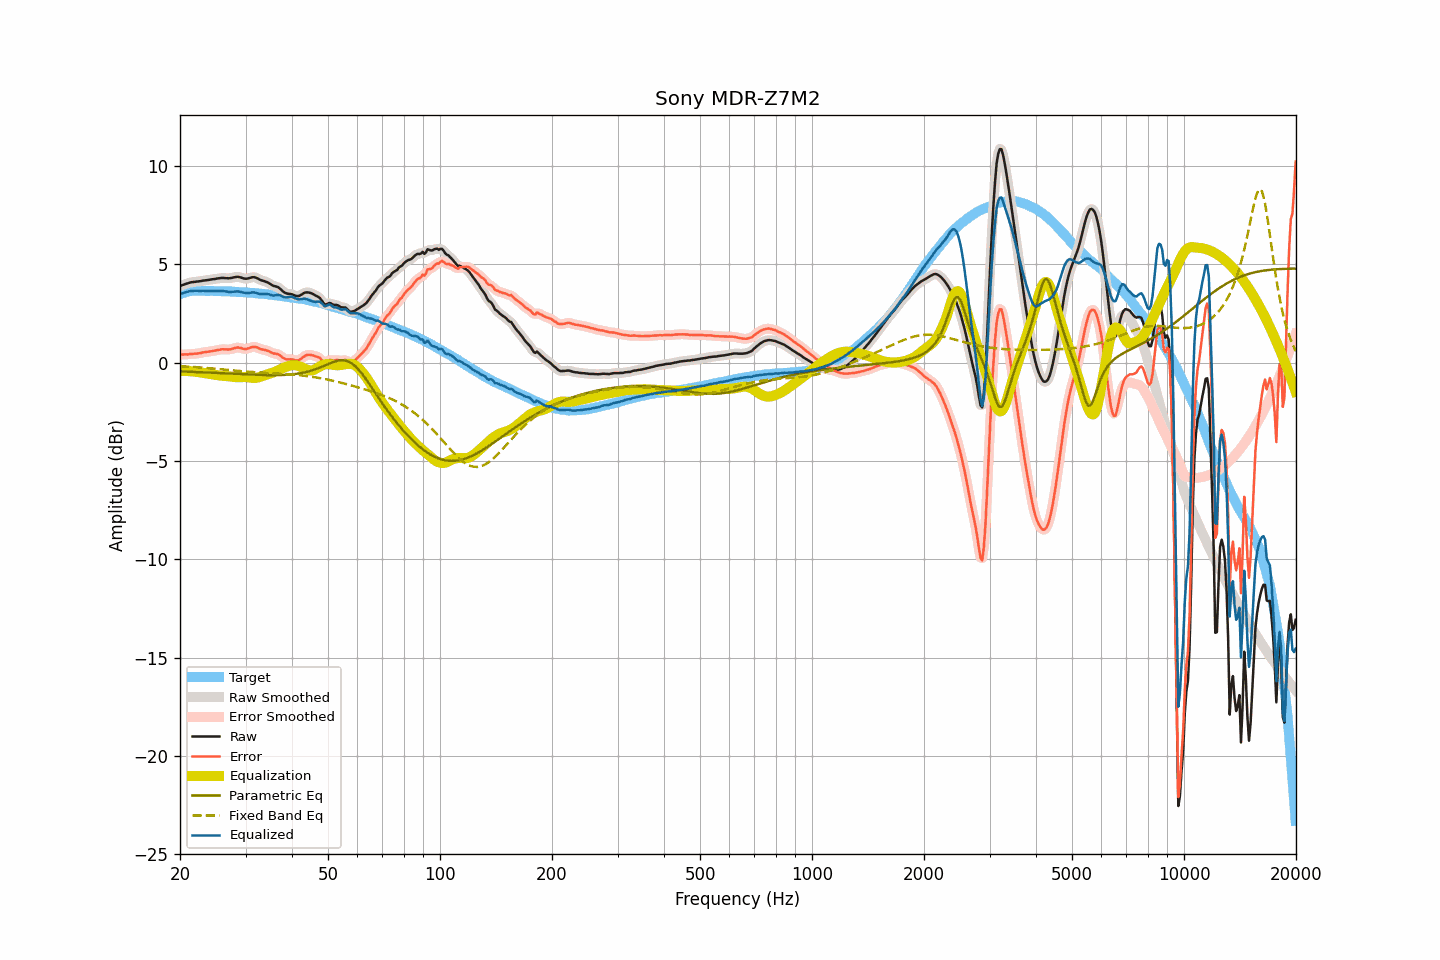 Sony MDR-Z7M2
Amplitude (dBr)
10
5
0
−5
−10
−15
−20
−25
Target
Raw Smoothed
Error Smoothed
Raw
Error
Equalization
Parametric Eq
Fixed Band Eq
Equalized
20 50 100 200 500 1000 2000 5000 10000 20000
Frequency (Hz)